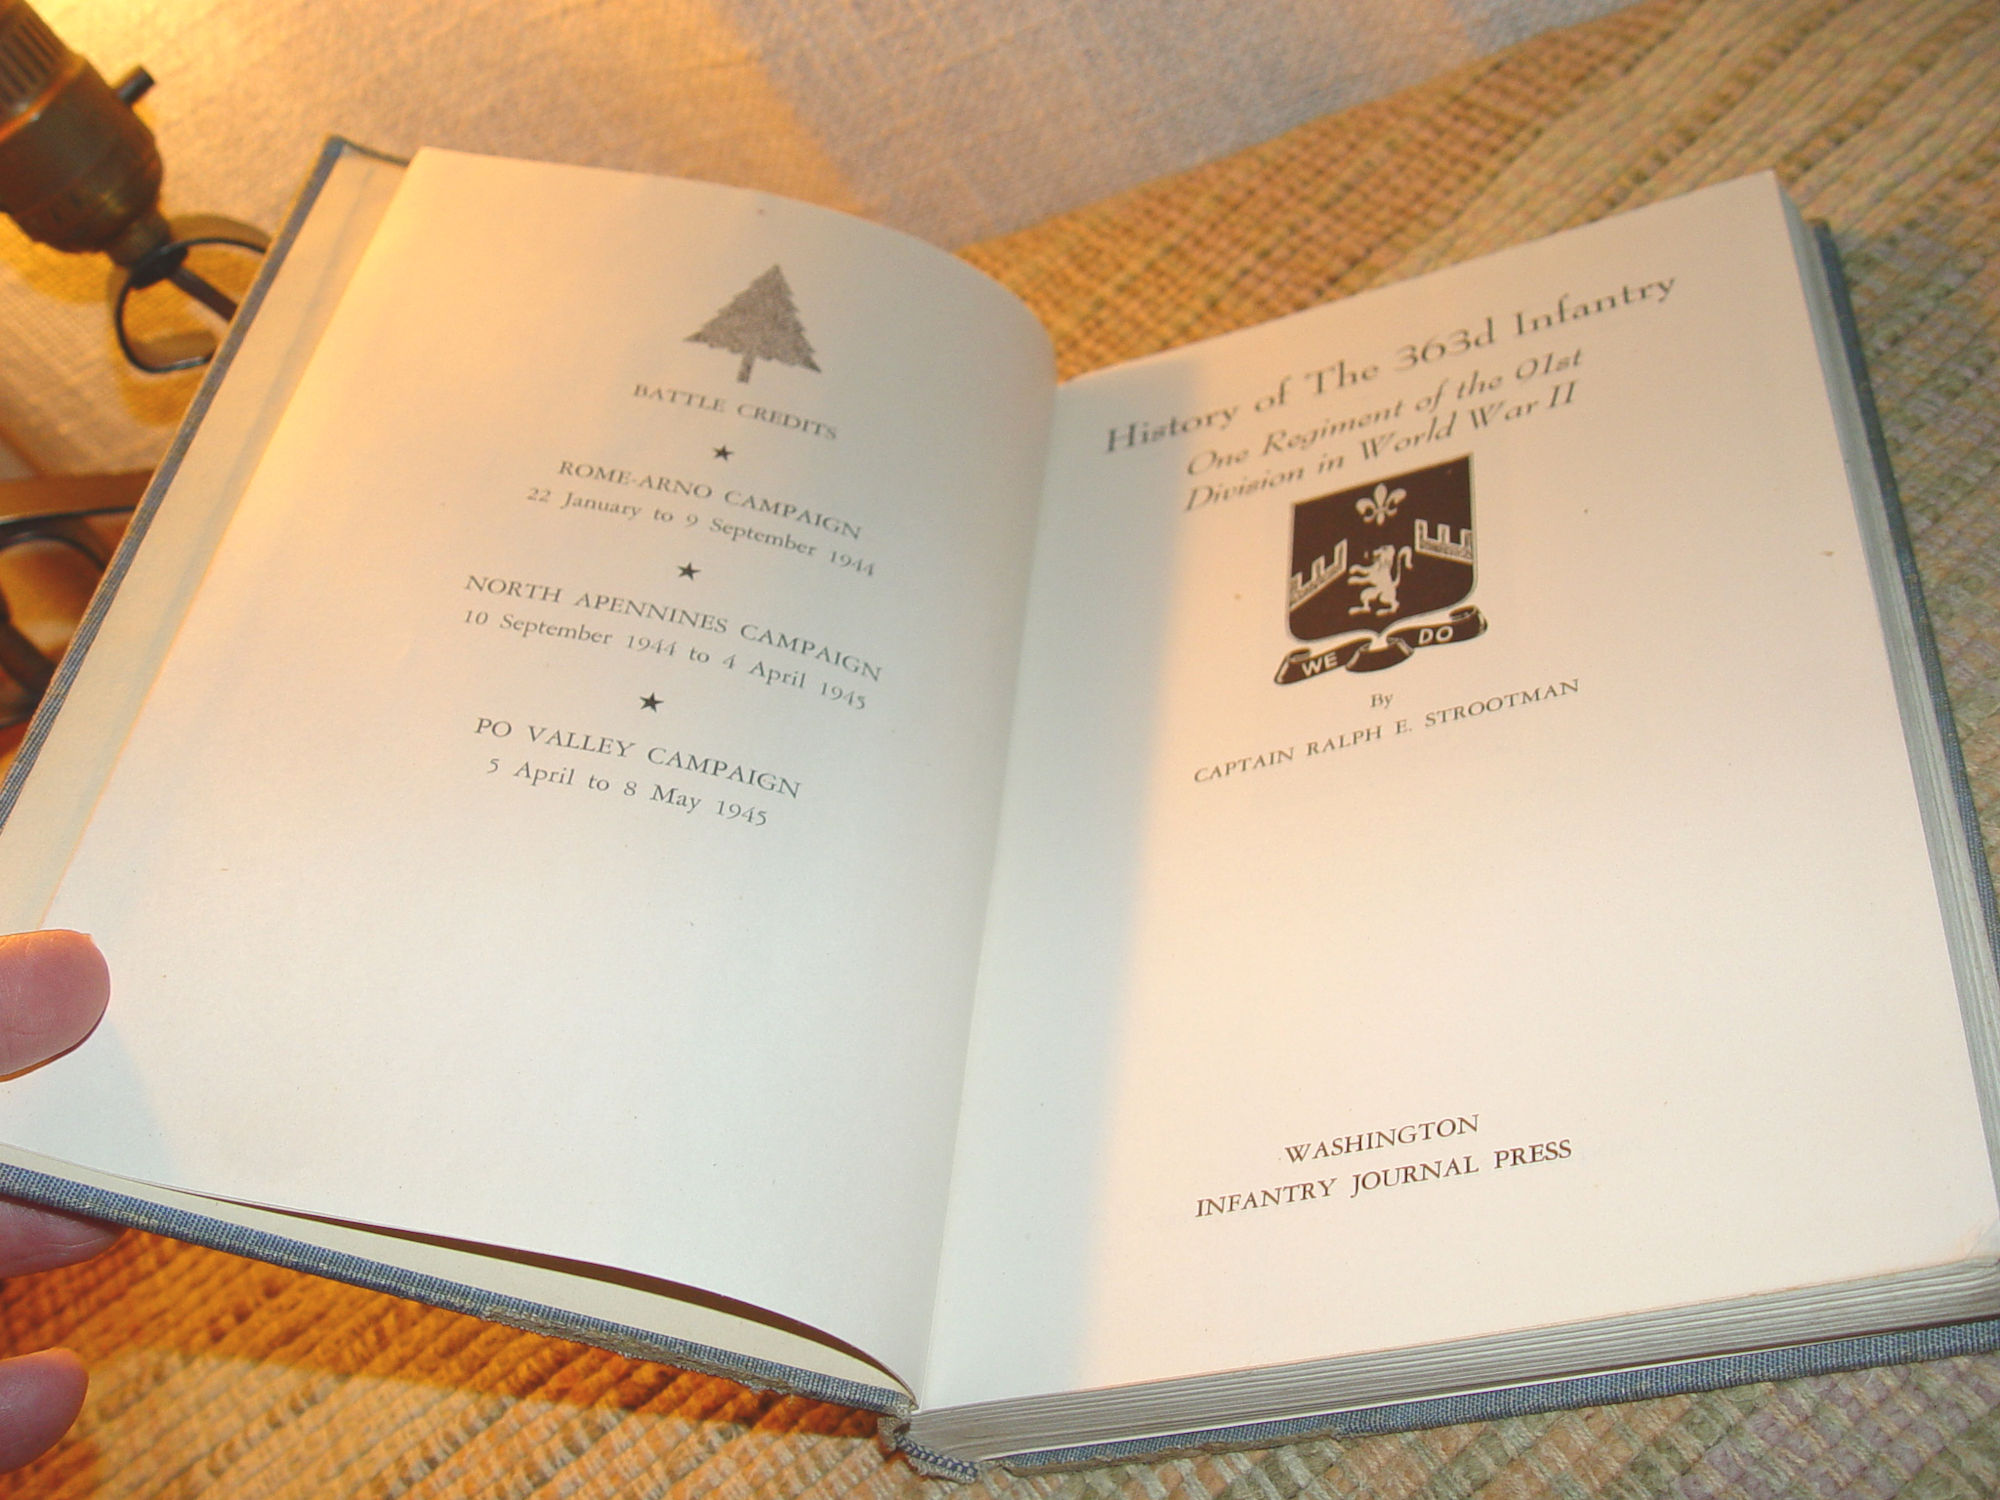 BATTLE CREDITS
ROME-ARNO CAMPAIGN
22 January to 9 September 1944
NORTH APENNINES CAMPAIGN
10 September 1944 to 4 April 1945
PO VALLEY CAMPAIGN
5 April to 8 May 1945
History of The 363d Infantry
One Regiment of the 91st
Division in World War II
WE DO
By
CAPTAIN RALPH E. STROOTMAN
WASHINGTON
INFANTRY JOURNAL PRESS